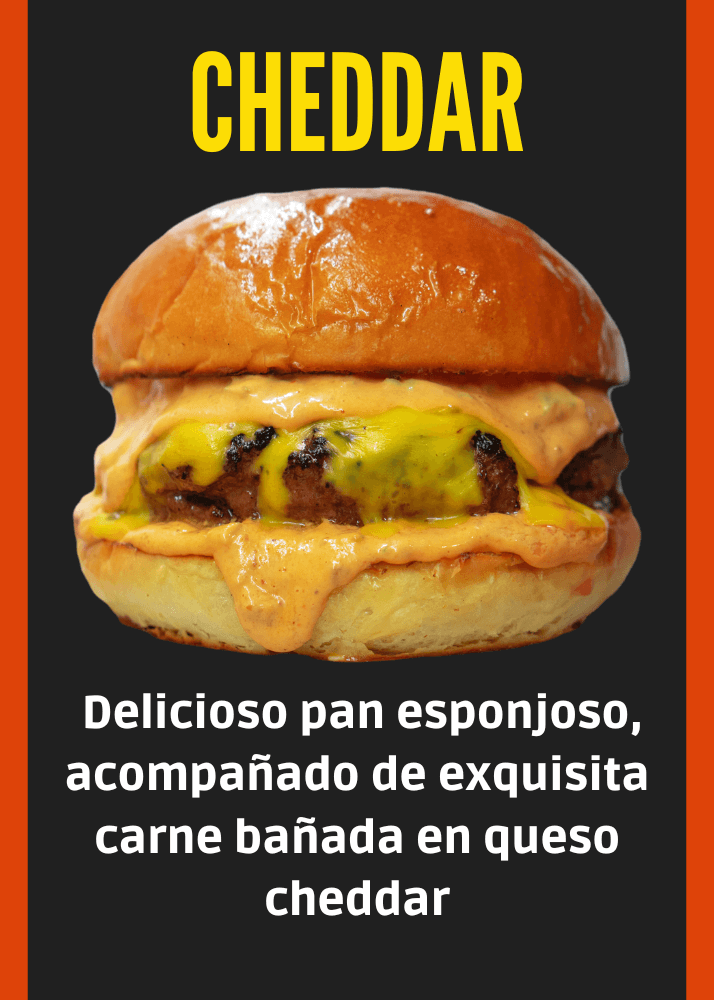 CHEDDAR
Delicioso pan esponjoso,
acompañado de exquisita
carne bañada en queso
cheddar